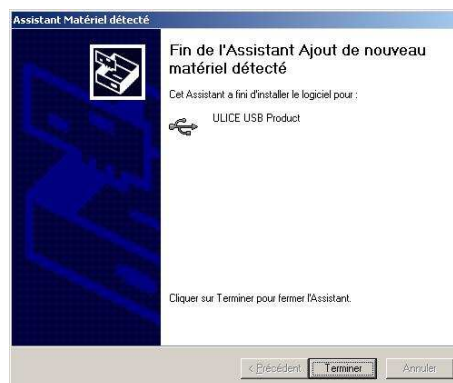 Assistant Matériel détecté
Fin de l'Assistant Ajout de nouveau
matériel détecté
Cet Assistant a fini d'installer le logiciel pour :
ULICE USB Product
Cliquer sur Terminer pour fermer l'Assistant.
< Précédent
Terminer
Annuler